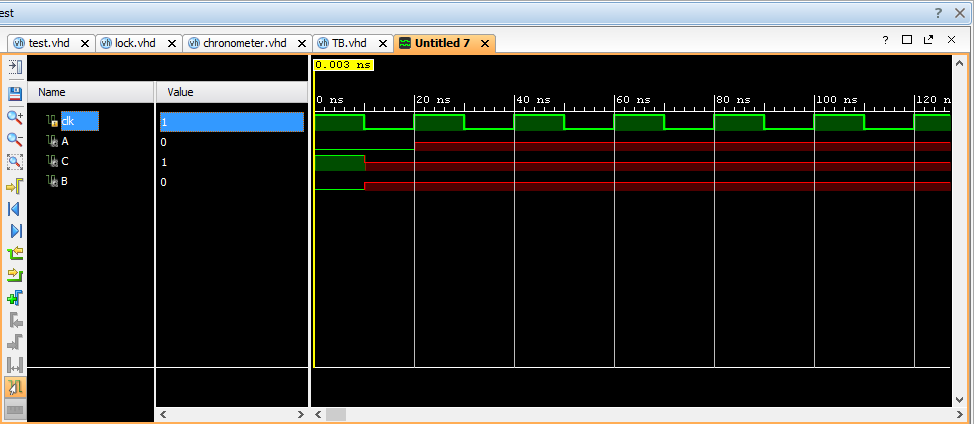 est ? X
test.vhd X lock.vhd X chronometer.vhd X TB.vhd X Untitled 7 X ?
0.003 ns
Name Value
0 ns 20 ns 40 ns 60 ns 80 ns 100 ns 120 n
clk 1
A 0
C 1
B 0